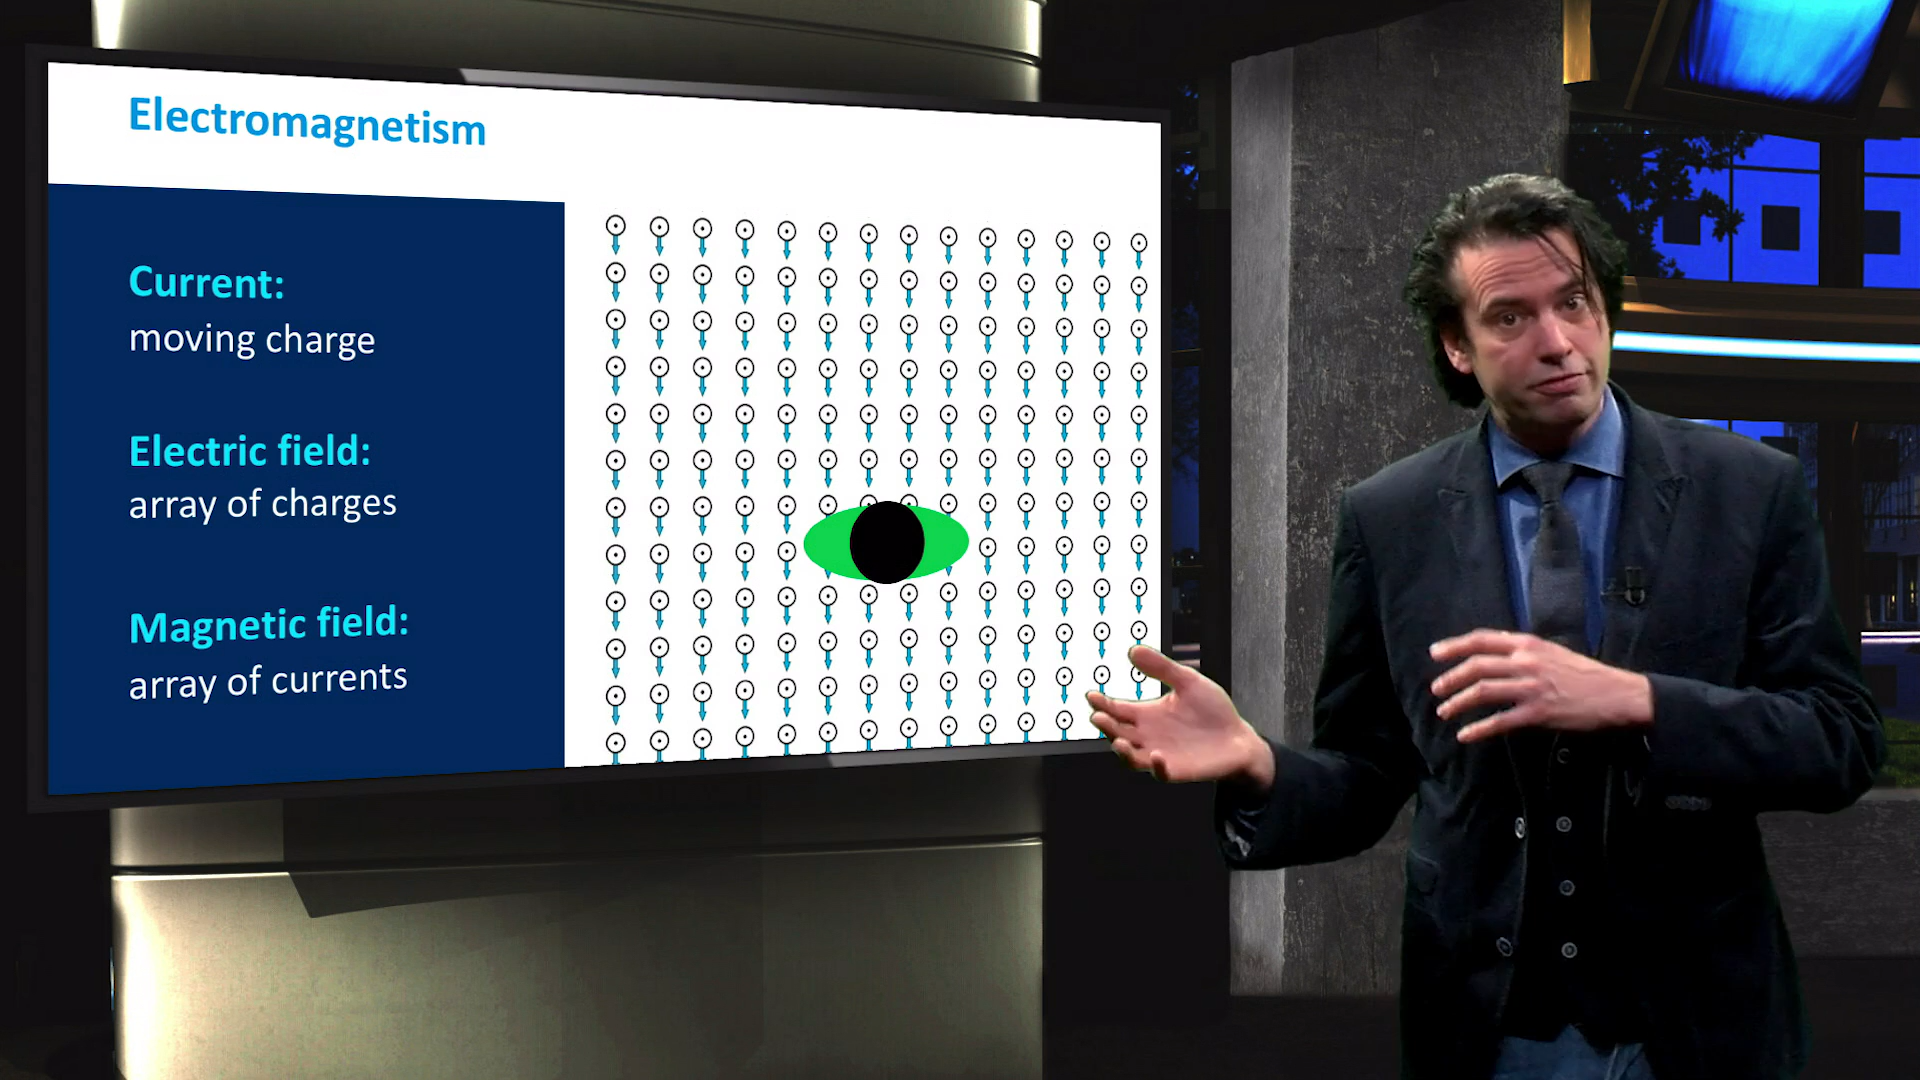 Electromagnetism
Current:
moving charge
Electric field:
array of charges
Magnetic field:
array of currents